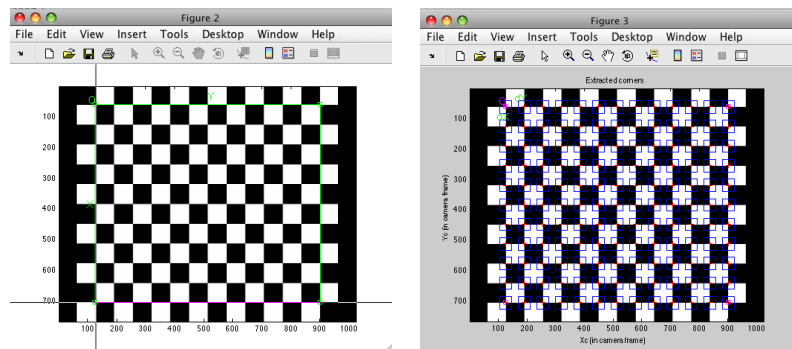 Figure 2
File Edit View Insert Tools Desktop Window Help
O Y
X
100
200
300
400
500
600
700
100 200 300 400 500 600 700 800 900 1000
Figure 3
File Edit View Insert Tools Desktop Window Help
Extracted corners
O dY
dX
100
200
300
400
500
600
700
Yc (in camera frame)
100 200 300 400 500 600 700 800 900 1000
Xc (in camera frame)